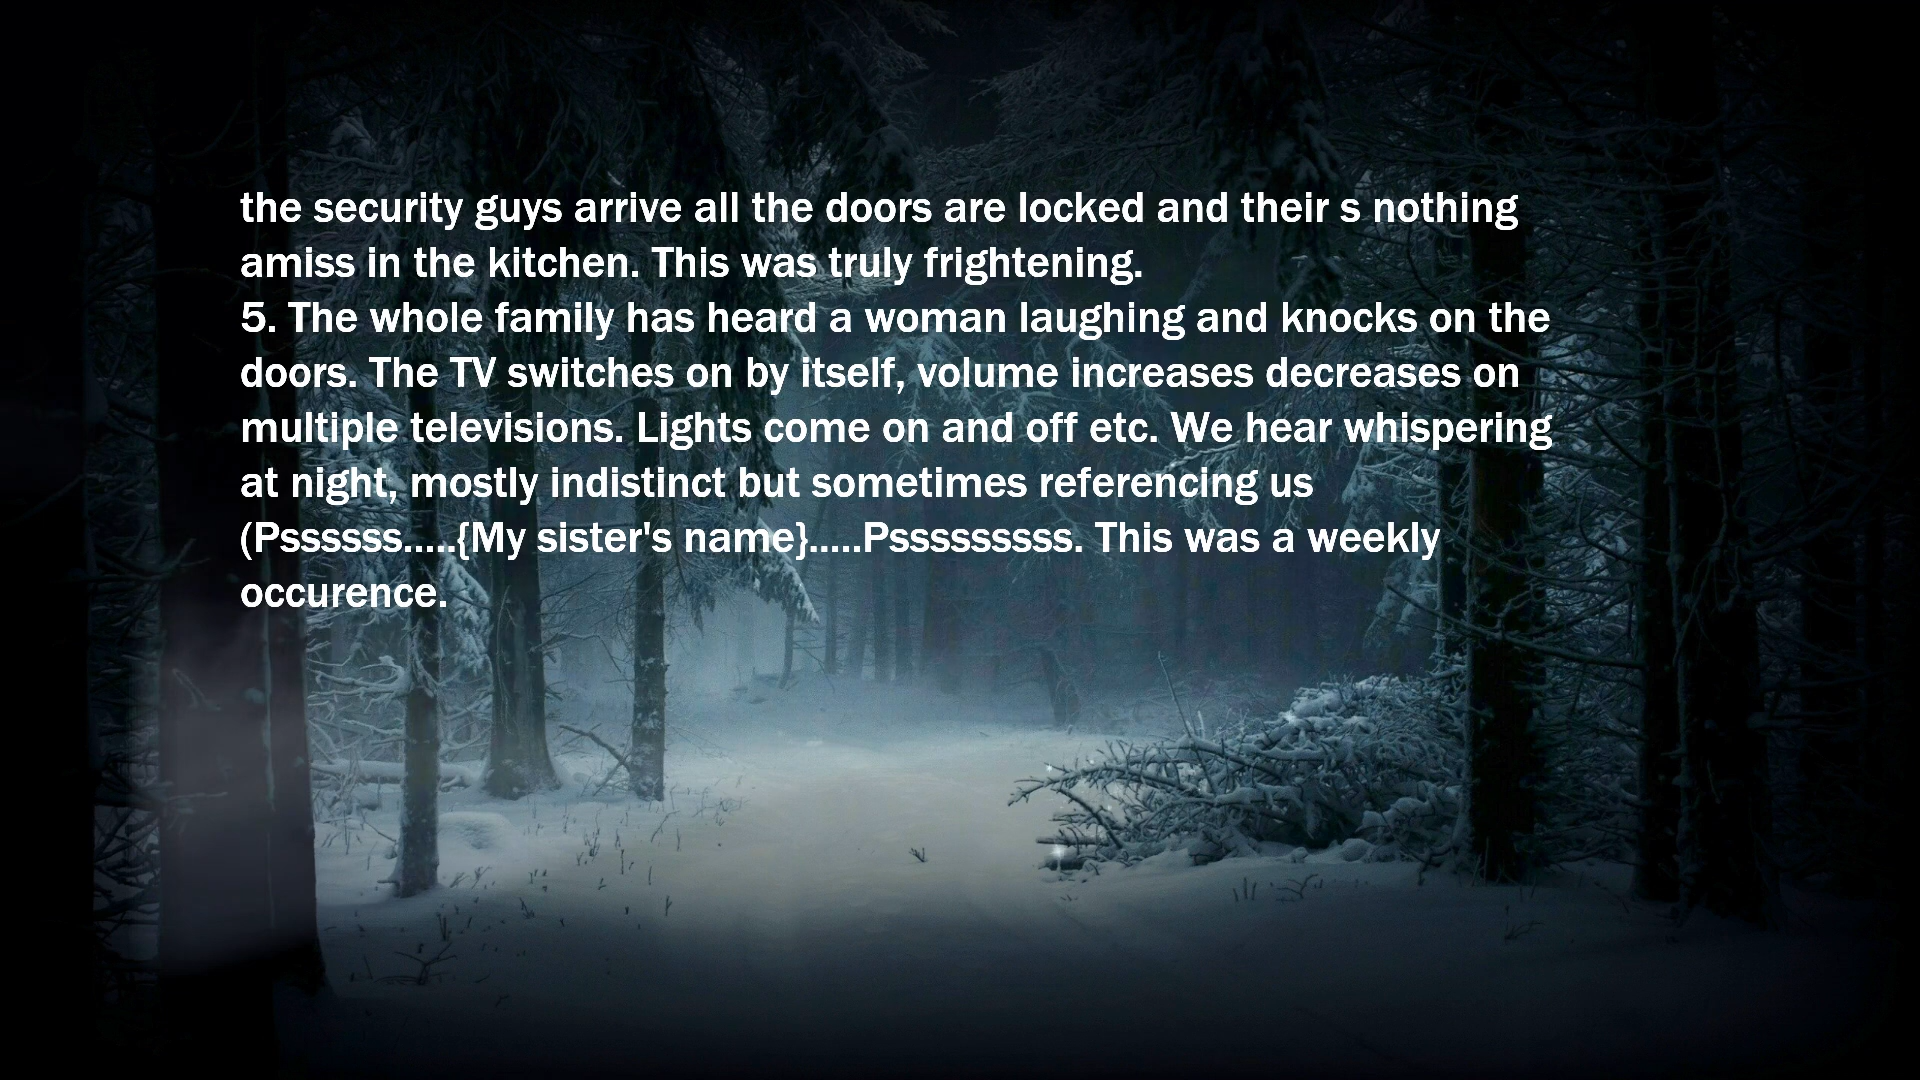 the security guys arrive all the doors are locked and their s nothing
amiss in the kitchen. This was truly frightening.
5. The whole family has heard a woman laughing and knocks on the
doors. The TV switches on by itself, volume increases decreases on
multiple televisions. Lights come on and off etc. We hear whispering
at night, mostly indistinct but sometimes referencing us
(Pssssss.....{My sister's name}.....Psssssssss. This was a weekly
occurence.